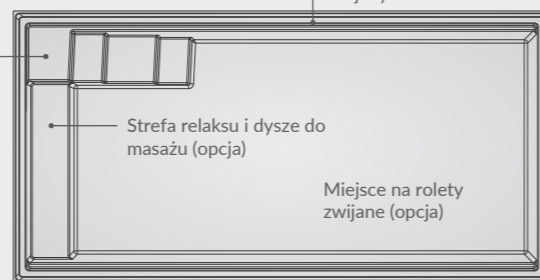 Strefa relaksu i dysze do
masażu (opcja)
Miejsce na rolety
zwijane (opcja)